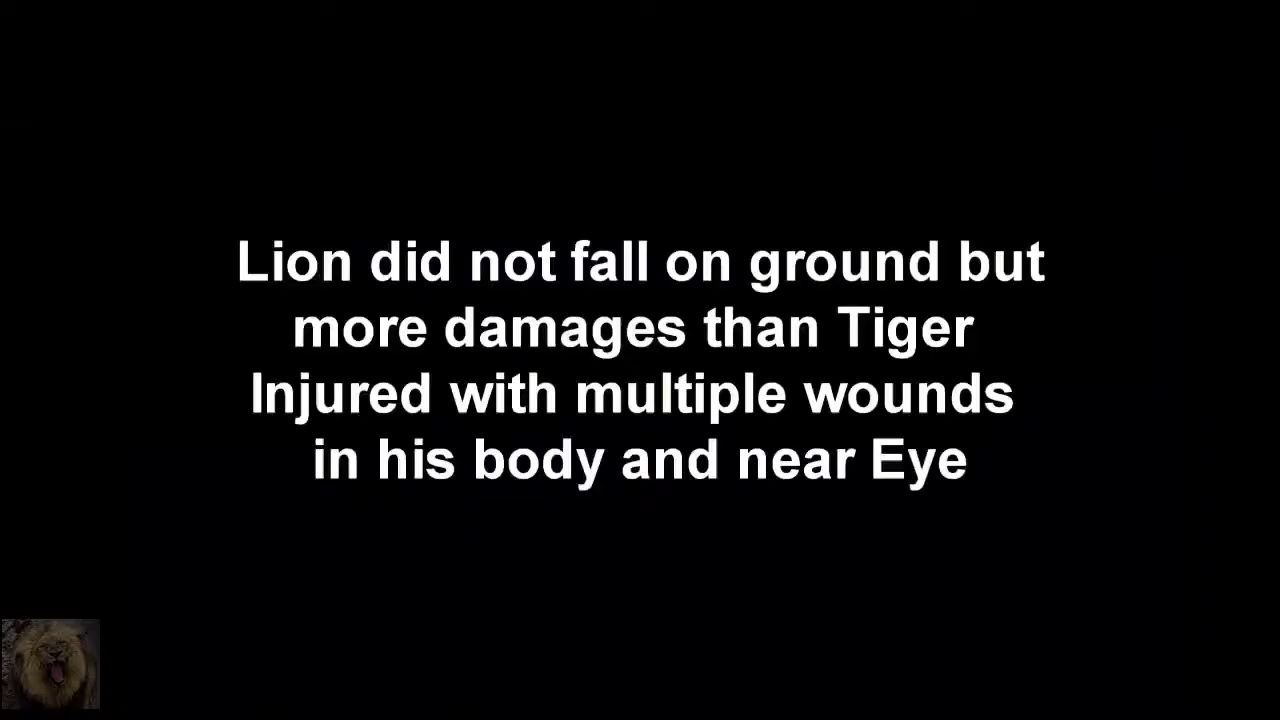 Lion did not fall on ground but
more damages than Tiger
Injured with multiple wounds
in his body and near Eye